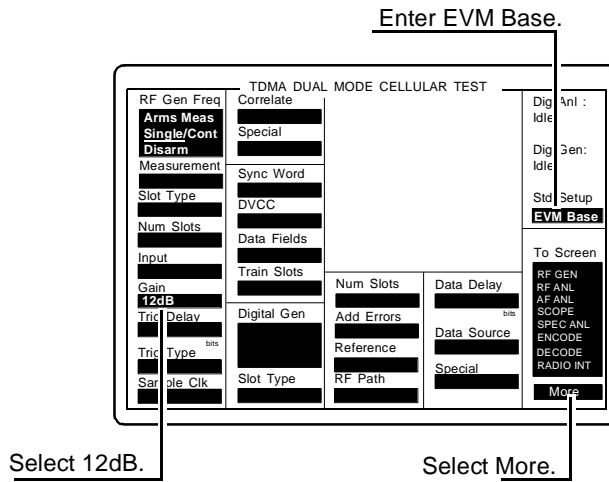 Enter EVM Base.
TDMA DUAL MODE CELLULAR TEST
RF Gen Freq
Arms Meas
Single/Cont
Disarm
Measurement
Slot Type
Num Slots
Input
Gain
12dB
Trig Delay
bits
Trig Type
Sample Clk
Correlate
Special
Sync Word
DVCC
Data Fields
Train Slots
Digital Gen
Slot Type
Num Slots
Add Errors
Reference
RF Path
Data Delay
bits
Data Source
Special
Dig Anl :
Idle
Dig Gen:
Idle
Std Setup
EVM Base
To Screen
RF GEN
RF ANL
AF ANL
SCOPE
SPEC ANL
ENCODE
DECODE
RADIO INT
More
Select 12dB.
Select More.